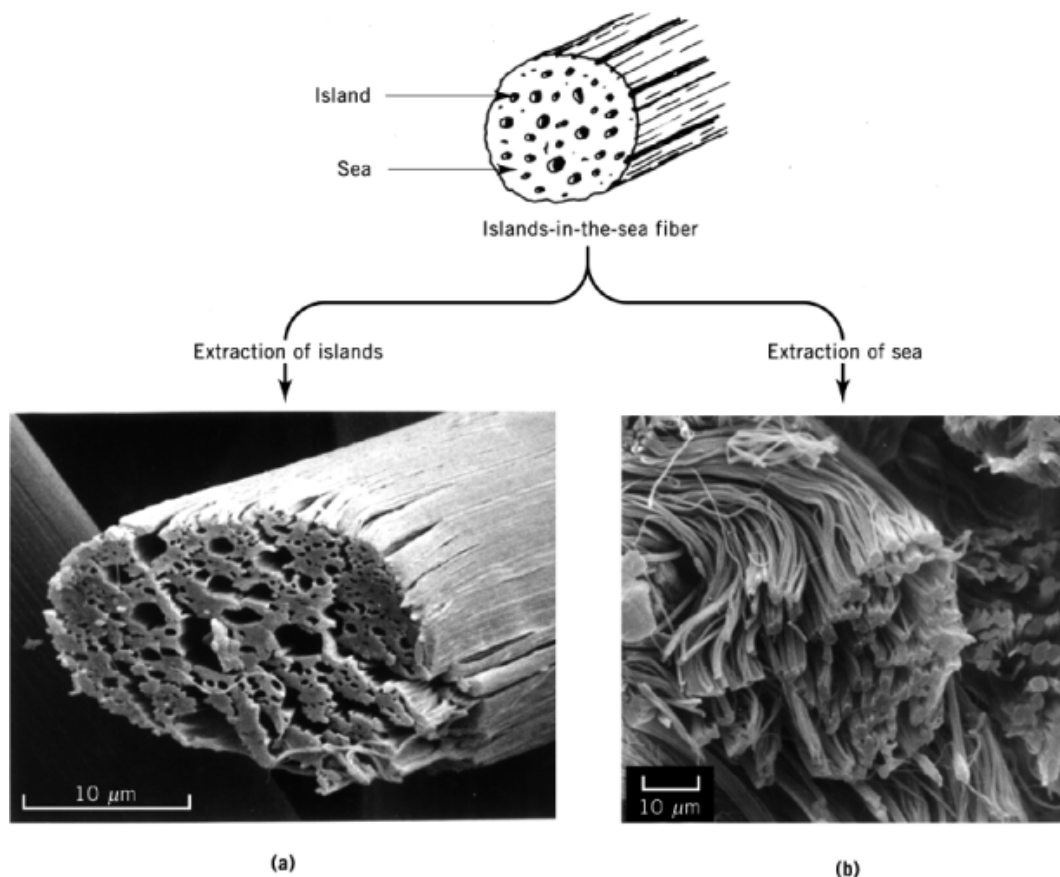 Island
Sea
Islands-in-the-sea fiber
Extraction of islands
Extraction of sea
10 μm
10 μm
(a)
(b)